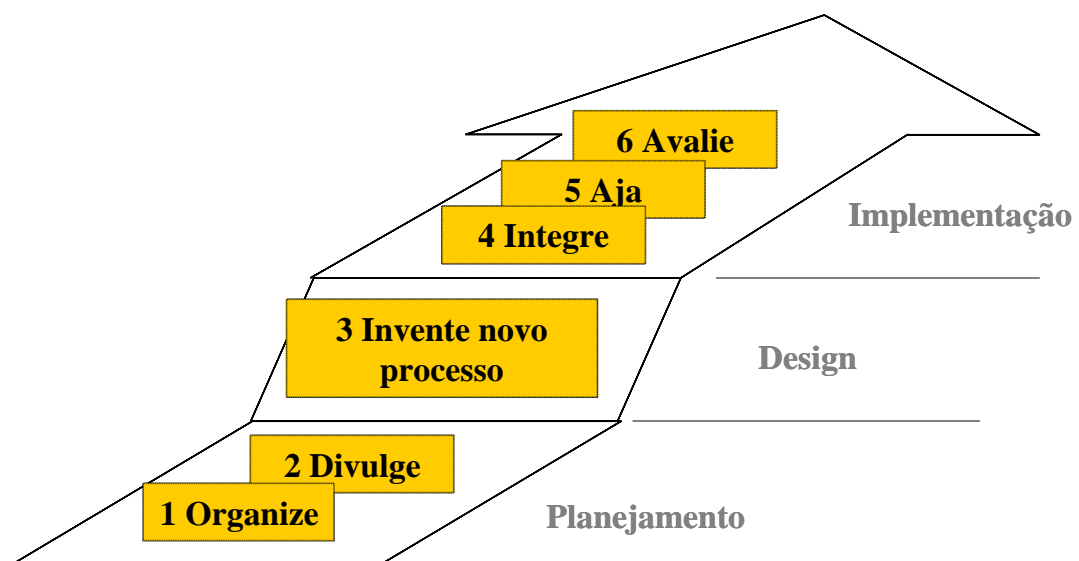 6 Avalie
5 Aja
4 Integre
Implementação
3 Invente novo
processo
Design
2 Divulge
1 Organize
Planejamento